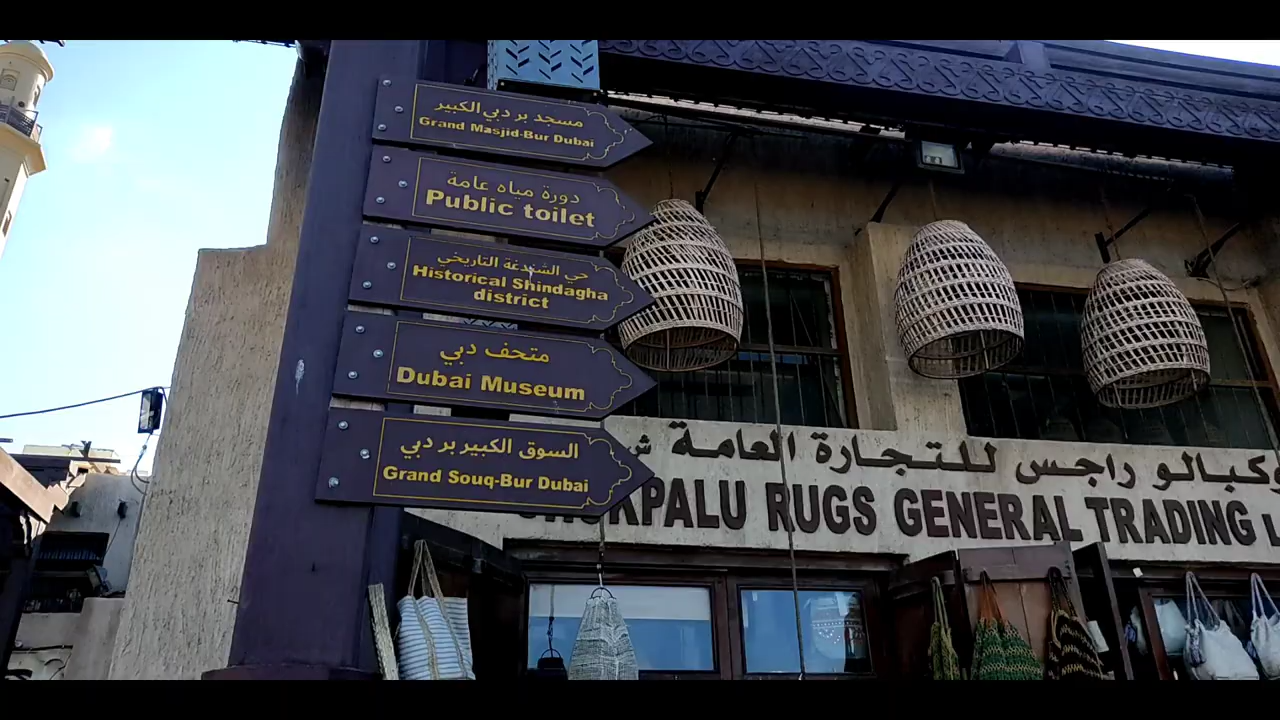 مسجد بر دبي الكبير
Grand Masjid-Bur Dubai
دورة مياه عامة
Public toilet
حي الشندغة التاريخي
Historical Shindagha
district
متحف دبي
Dubai Museum
السوق الكبير بر دبي
Grand Souq-Bur Dubai
راجس للتجارة العامة
RUGS GENERAL TRADING